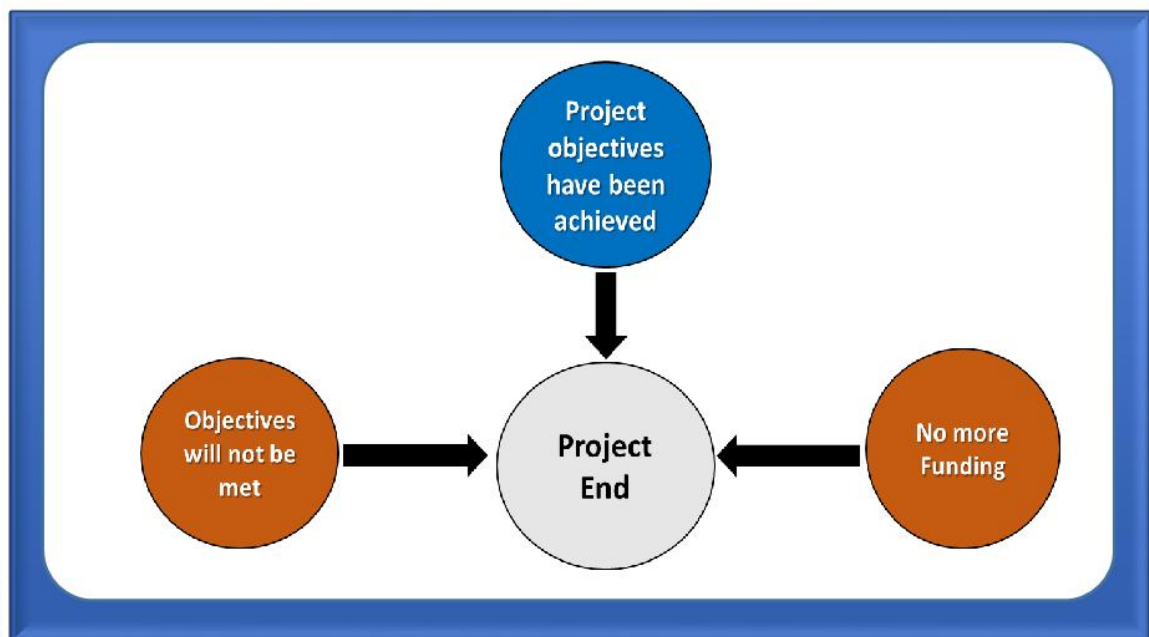 Project
objectives
have been
achieved
Objectives
will not be
met
Project
End
No more
Funding